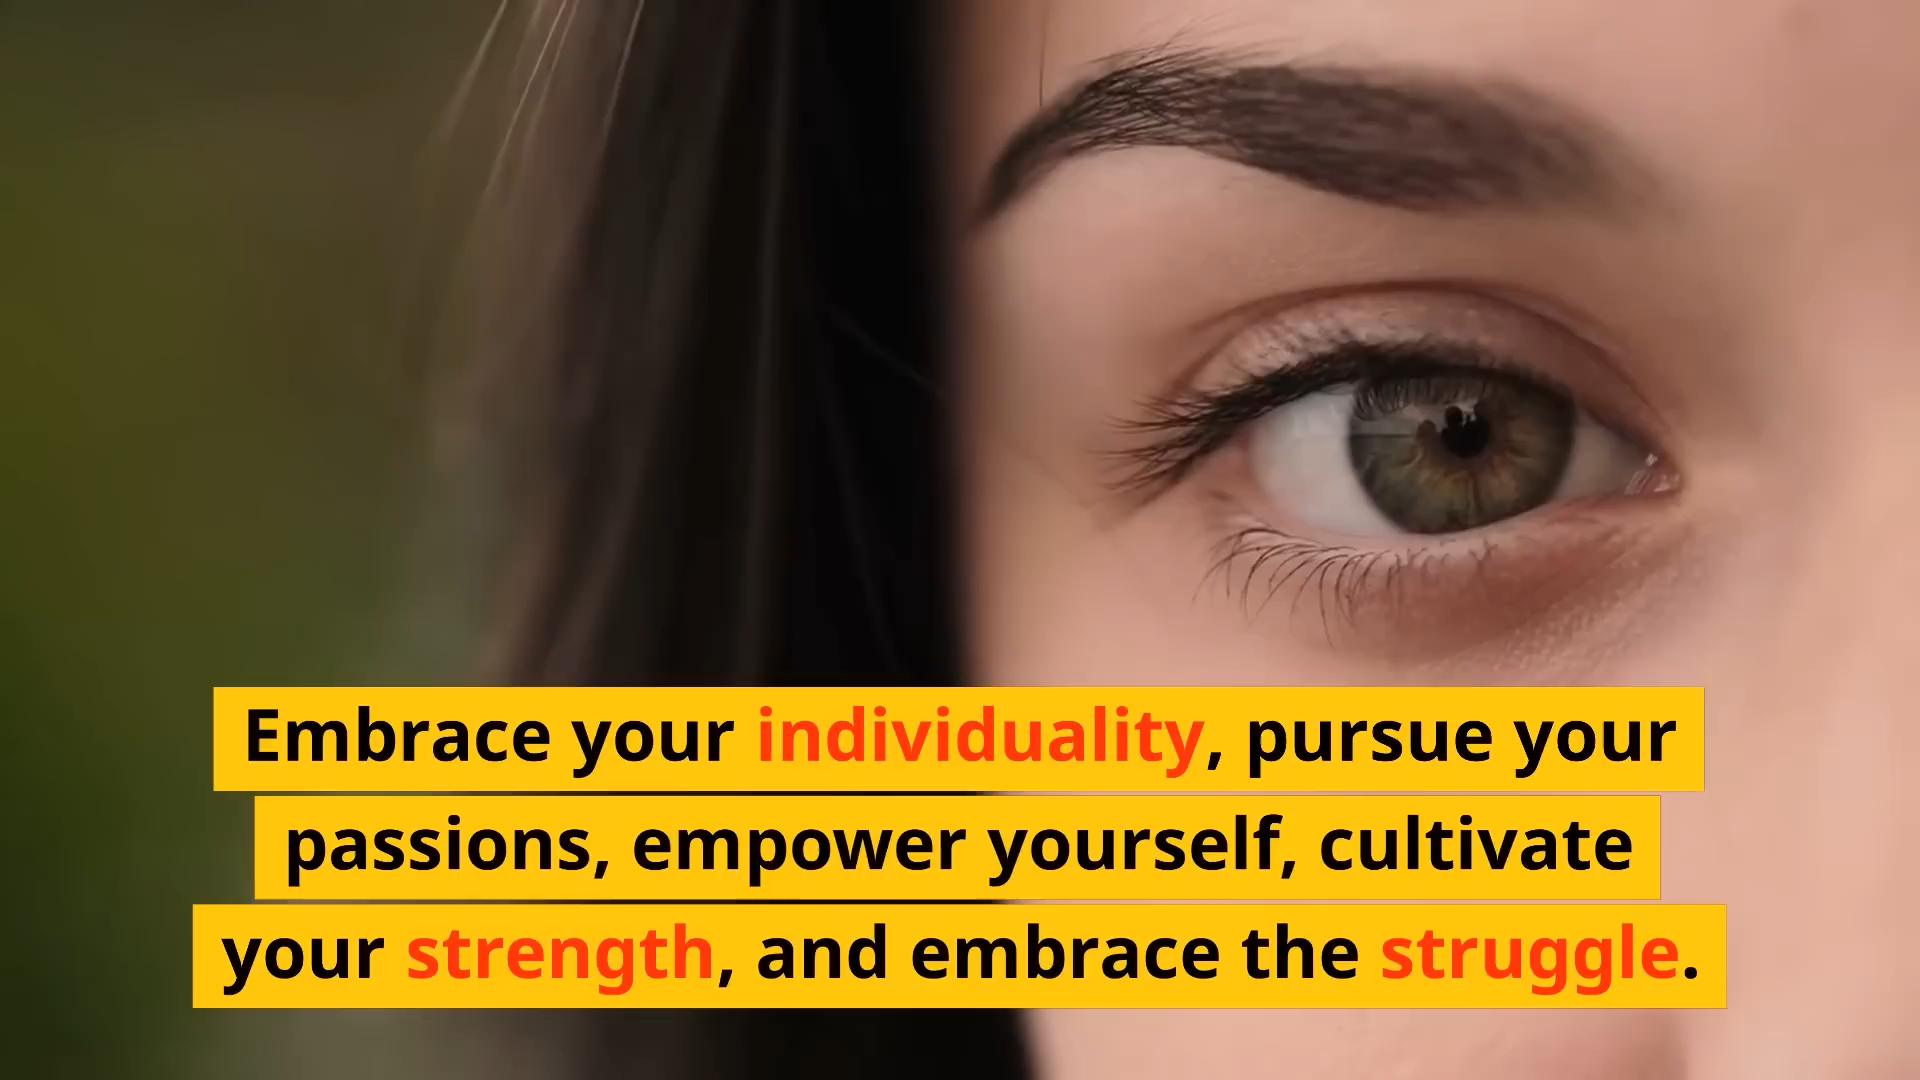 Embrace your individuality, pursue your
passions, empower yourself, cultivate
your strength, and embrace the struggle.